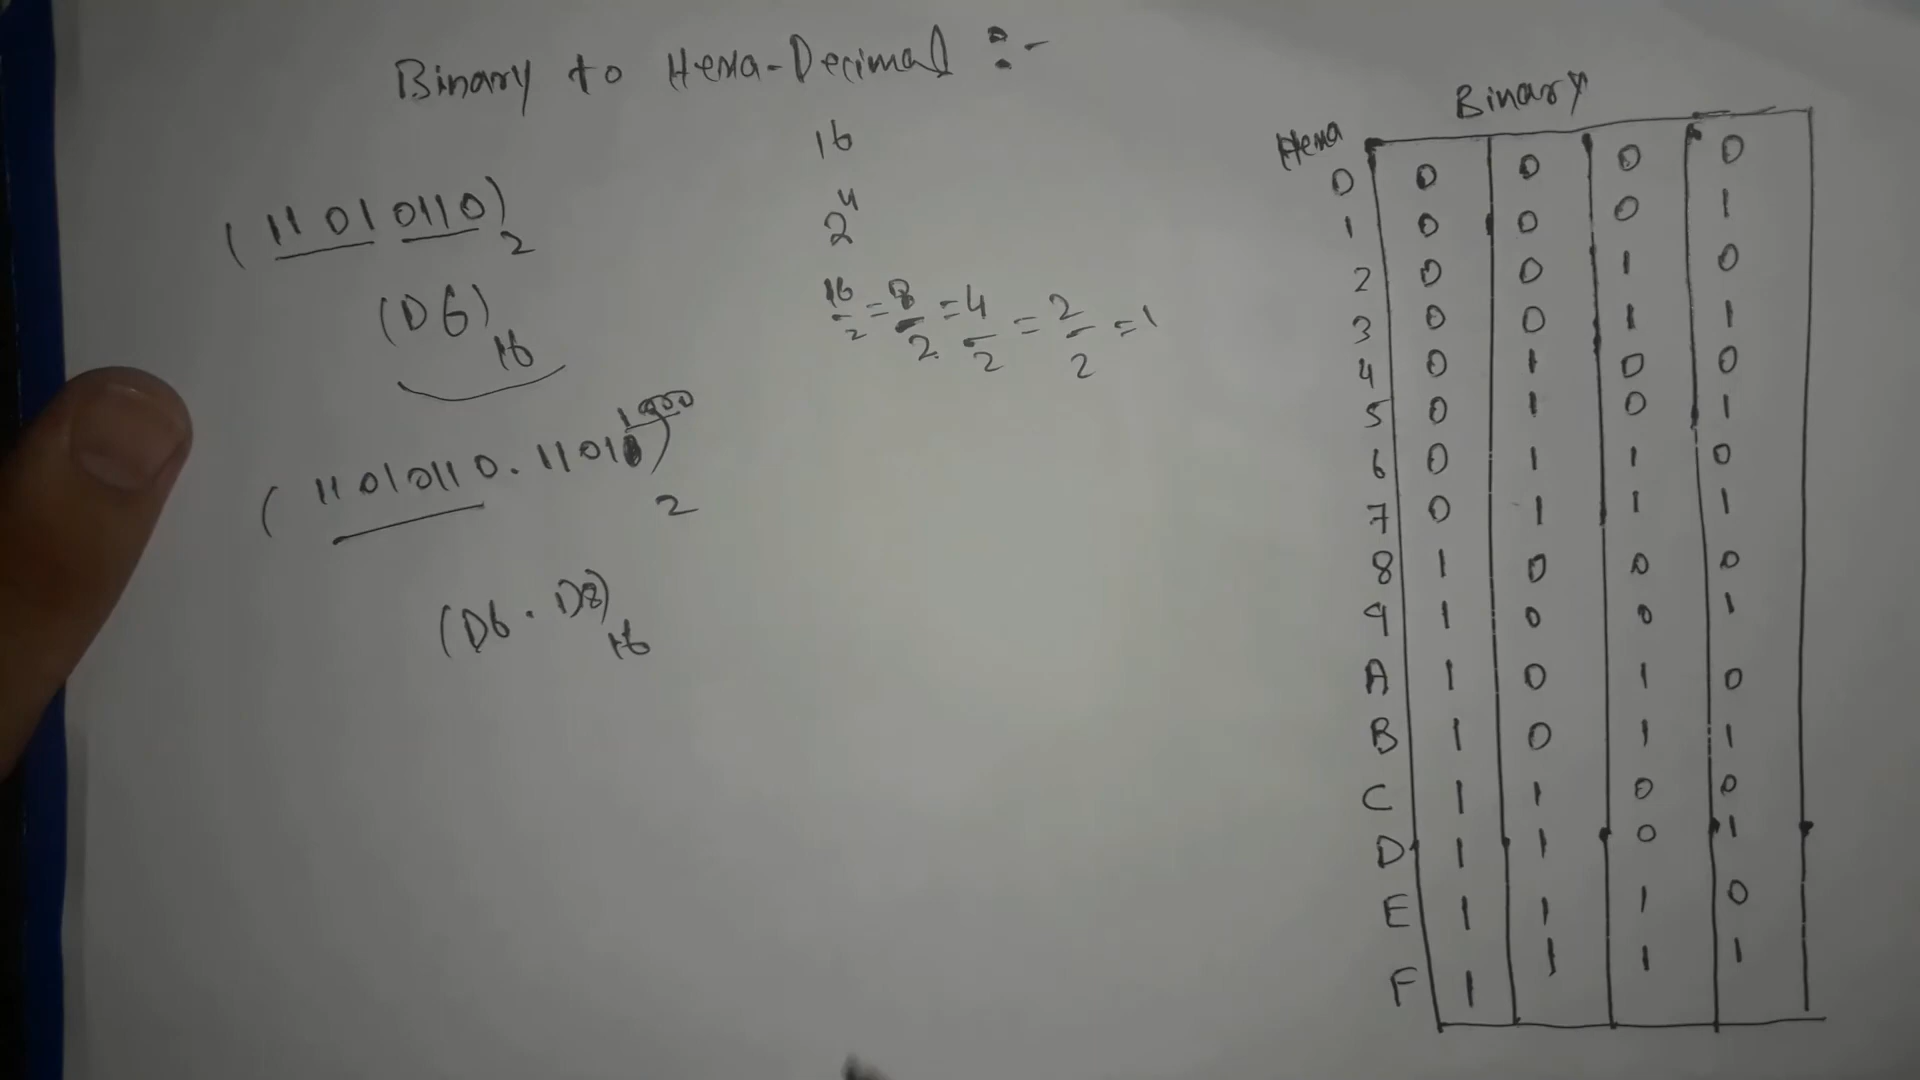 Binary to Hexa-Decimal :-
16
2^4
16/2 = 8/2 = 4/2 = 2/2 = 1
(11010110)2
(D6)16
(11010110.11011000)2
(D6.D8)16
Binary
Hexa
0 0 0 0 0
1 0 0 0 1
2 0 0 1 0
3 0 0 1 1
4 0 1 0 0
5 0 1 0 1
6 0 1 1 0
7 0 1 1 1
8 1 0 0 0
9 1 0 0 1
A 1 0 1 0
B 1 0 1 1
C 1 1 0 0
D 1 1 0 1
E 1 1 1 0
F 1 1 1 1